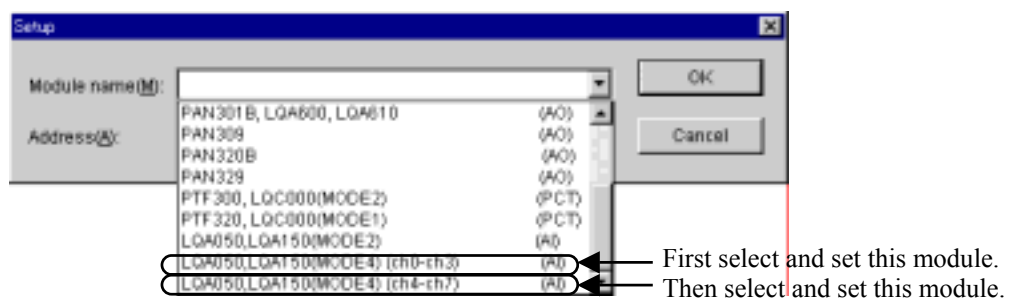 Setup
Module name(M):
OK
PAN301B, LQA600, LQA610 (AO)
PAN309 (AO)
Address(A):
Cancel
PAN320B (AO)
PAN329 (AO)
PTF300, LQC000(MODE2) (PCT)
PTF320, LQC000(MODE1) (PCT)
LQA050,LQA150(MODE2) (AI)
LQA050,LQA150(MODE4) (ch0-ch3) (AI)
First select and set this module.
LQA050,LQA150(MODE4) (ch4-ch7) (AI)
Then select and set this module.